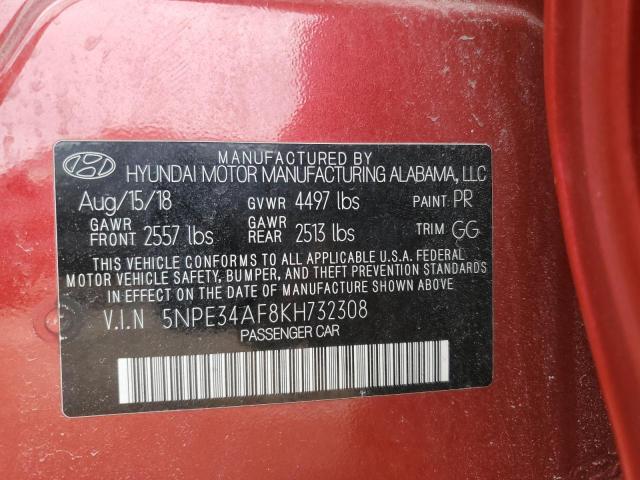 MANUFACTURED BY
HYUNDAI MOTOR MANUFACTURING ALABAMA, LLC
Aug/15/18 GVWR 4497 lbs PAINT PR
GAWR FRONT 2557 lbs GAWR REAR 2513 lbs TRIM GG
THIS VEHICLE CONFORMS TO ALL APPLICABLE U.S.A. FEDERAL
MOTOR VEHICLE SAFETY, BUMPER, AND THEFT PREVENTION
STANDARDS IN EFFECT ON THE DATE OF MANUFACTURE SHOWN ABOVE.
V.I.N 5NPE34AF8KH732308
PASSENGER CAR